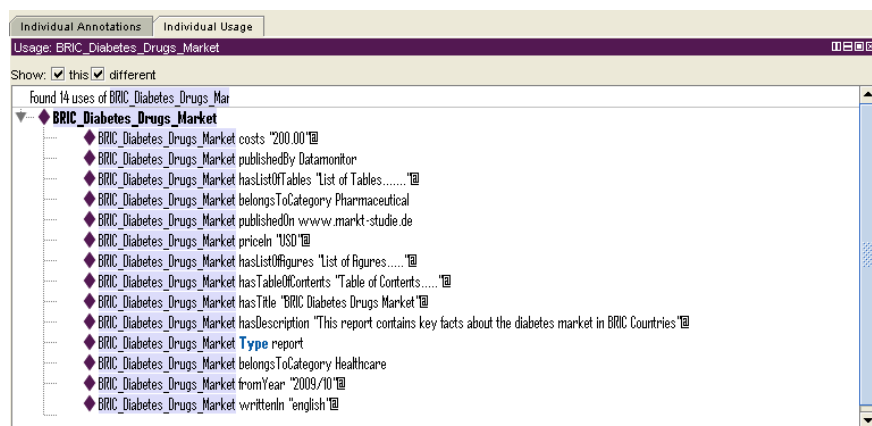 Individual Annotations Individual Usage
Usage: BRIC_Diabetes_Drugs_Market
Show: this different
Found 14 uses of BRIC_Diabetes_Drugs_Mar
BRIC_Diabetes_Drugs_Market
BRIC_Diabetes_Drugs_Market costs "200.00"@
BRIC_Diabetes_Drugs_Market publishedBy Datamonitor
BRIC_Diabetes_Drugs_Market hasListOfTables "List of Tables......."@
BRIC_Diabetes_Drugs_Market belongsToCategory Pharmaceutical
BRIC_Diabetes_Drugs_Market publishedOn www.markt-studie.de
BRIC_Diabetes_Drugs_Market priceIn "USD"@
BRIC_Diabetes_Drugs_Market hasListOffigures "List of figures....."@
BRIC_Diabetes_Drugs_Market hasTableOfContents "Table of Contents....."@
BRIC_Diabetes_Drugs_Market hasTitle "BRIC Diabetes Drugs Market"@
BRIC_Diabetes_Drugs_Market hasDescription "This report contains key facts about the diabetes market in BRIC Countries"@
BRIC_Diabetes_Drugs_Market Type report
BRIC_Diabetes_Drugs_Market belongsToCategory Healthcare
BRIC_Diabetes_Drugs_Market fromYear "2009/10"@
BRIC_Diabetes_Drugs_Market writtenIn "english"@